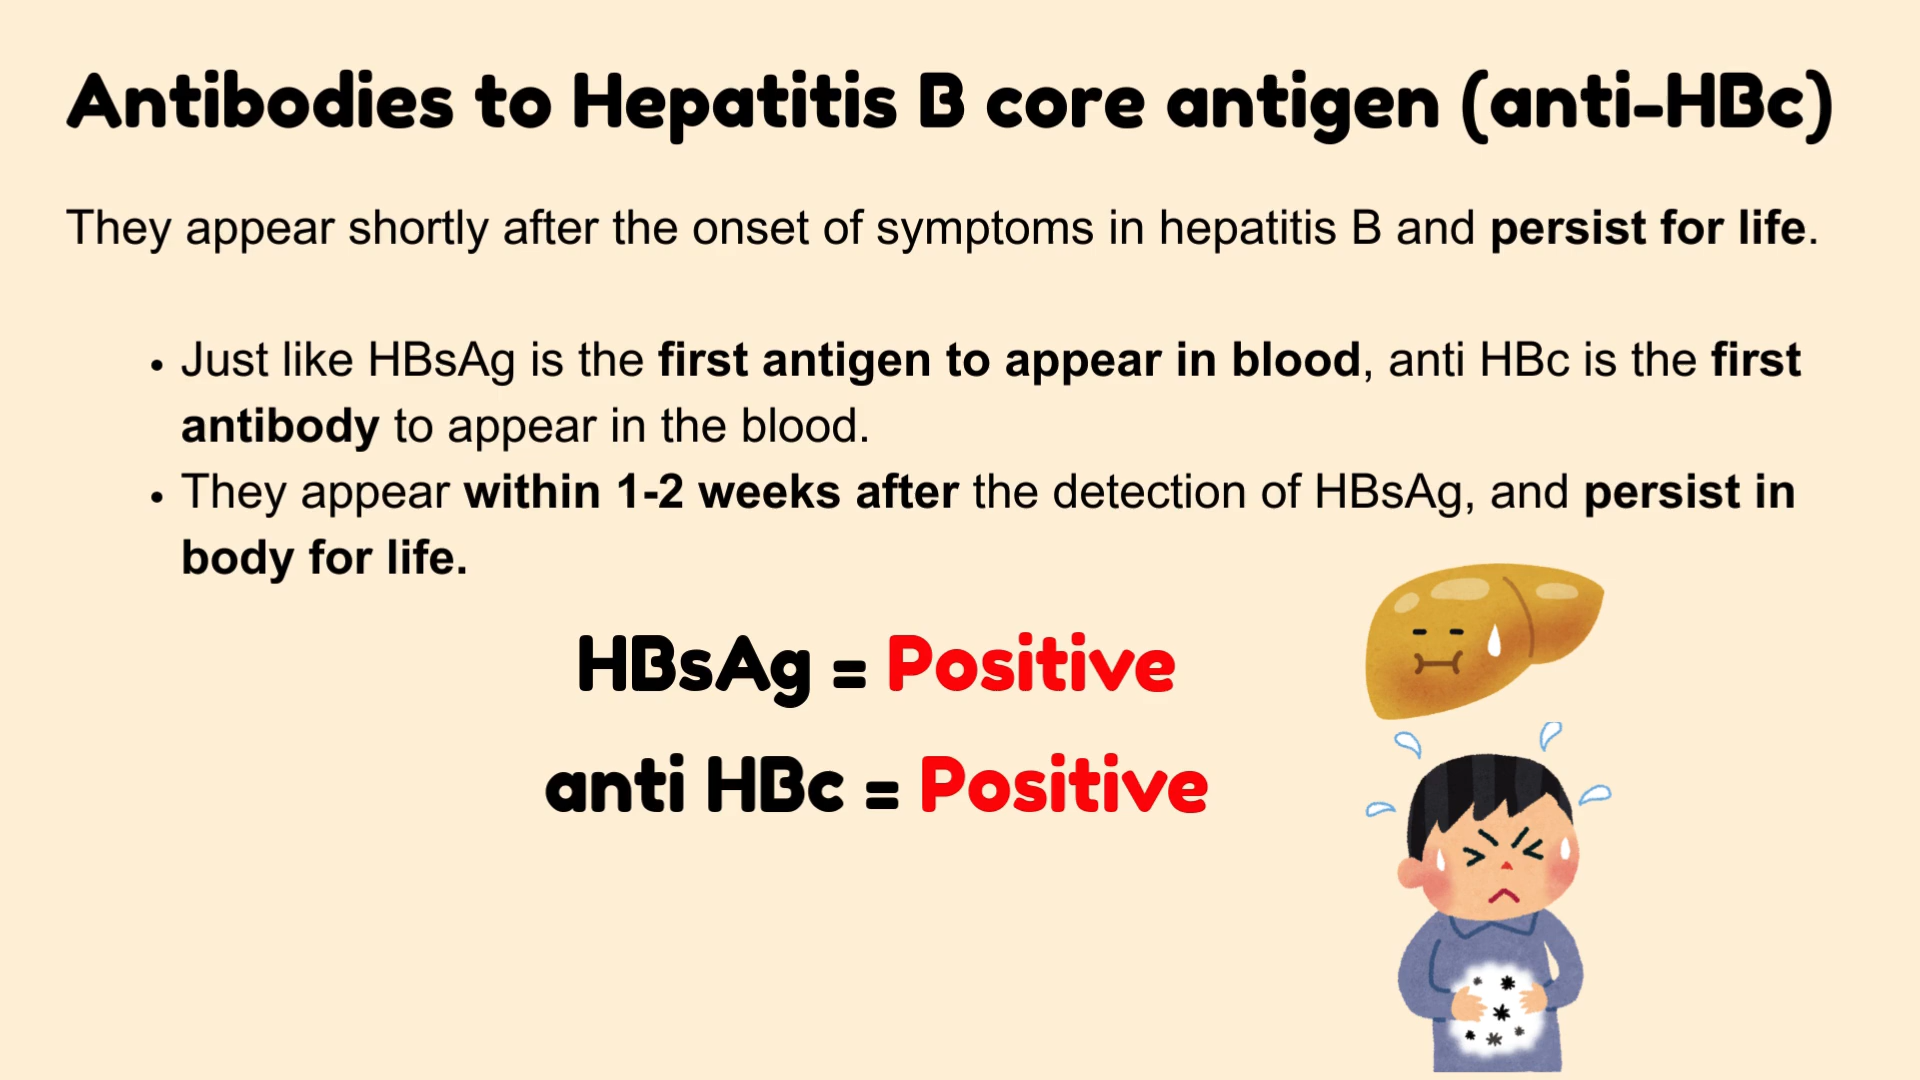 Antibodies to Hepatitis B core antigen (anti-HBc)
They appear shortly after the onset of symptoms in hepatitis B and persist for life.
• Just like HBsAg is the first antigen to appear in blood, anti HBc is the first
antibody to appear in the blood.
• They appear within 1-2 weeks after the detection of HBsAg, and persist in
body for life.
HBsAg = Positive
anti HBc = Positive